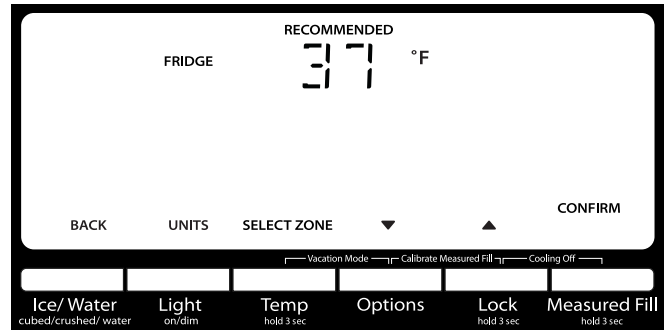 RECOMMENDED
FRIDGE 37 °F
CONFIRM
BACK UNITS SELECT ZONE ▼ ▲
Vacation Mode Calibrate Measured Fill Cooling Off
Ice/ Water Light Temp Options Lock Measured Fill
cubed/crushed/ water on/dim hold 3 sec hold 3 sec hold 3 sec